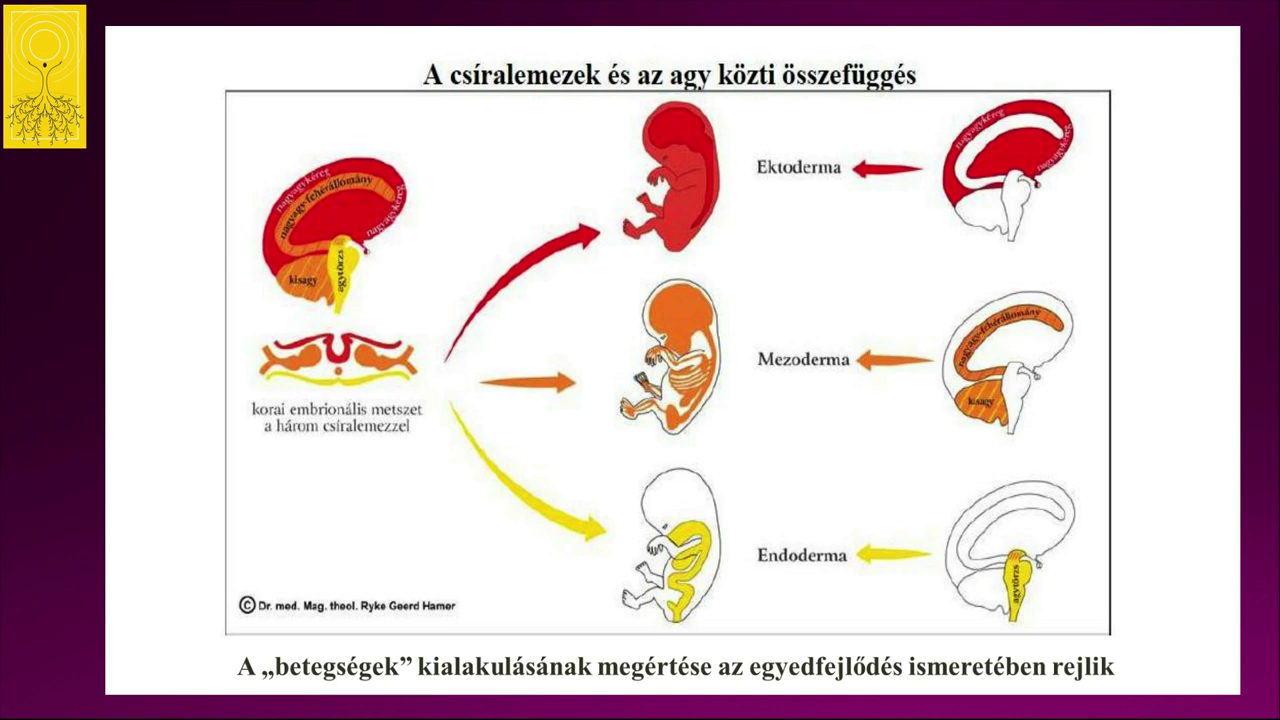 A csíralemezek és az agy közti összefüggés
nagyagykéreg
nagyagy-fehérállomány
nagyagykéreg
kisagy
agytörzs
korai embrionális metszet
a három csíralemezzel
Ektoderma
nagyagykéreg
nagyagykéreg
Mezoderma
nagyagy-fehérállomány
kisagy
Endoderma
agytörzs
© Dr. med. Mag. theol. Ryke Geerd Hamer
A „betegségek” kialakulásának megértése az egyedfejlődés ismeretében rejlik